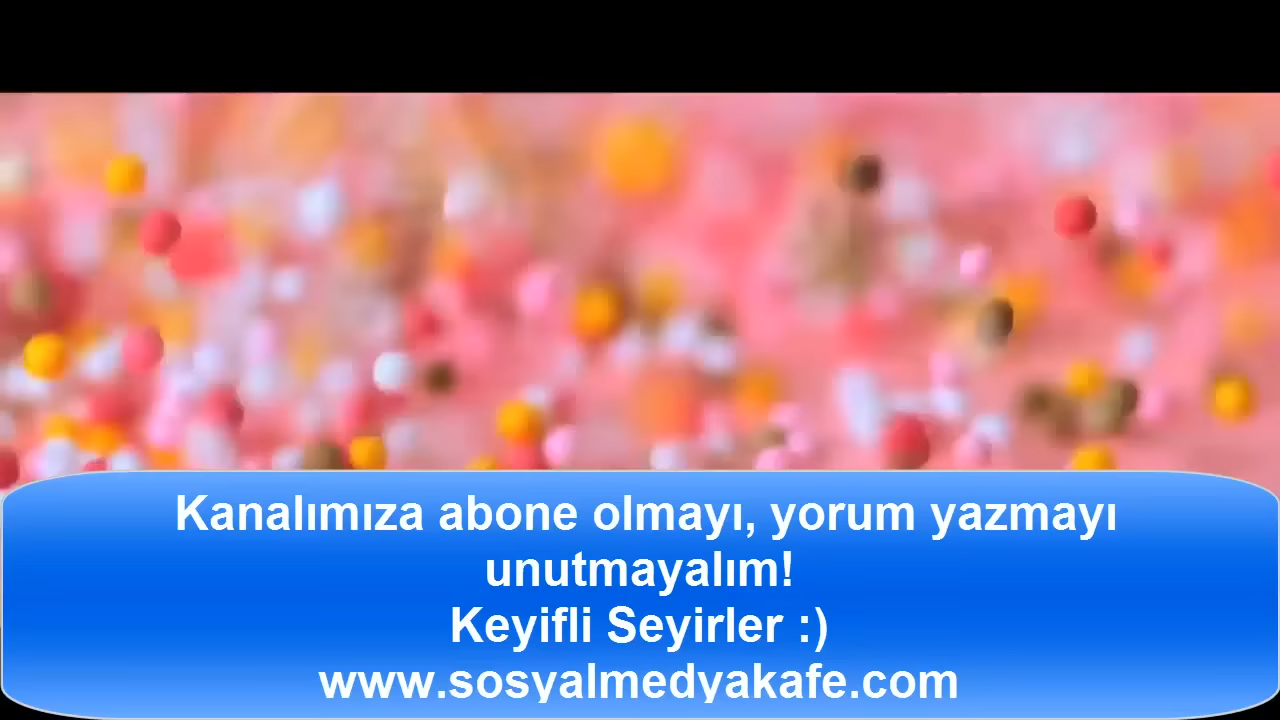 Kanalımıza abone olmayı, yorum yazmayı
unutmayalım!
Keyifli Seyirler :)
www.sosyalmedyakafe.com